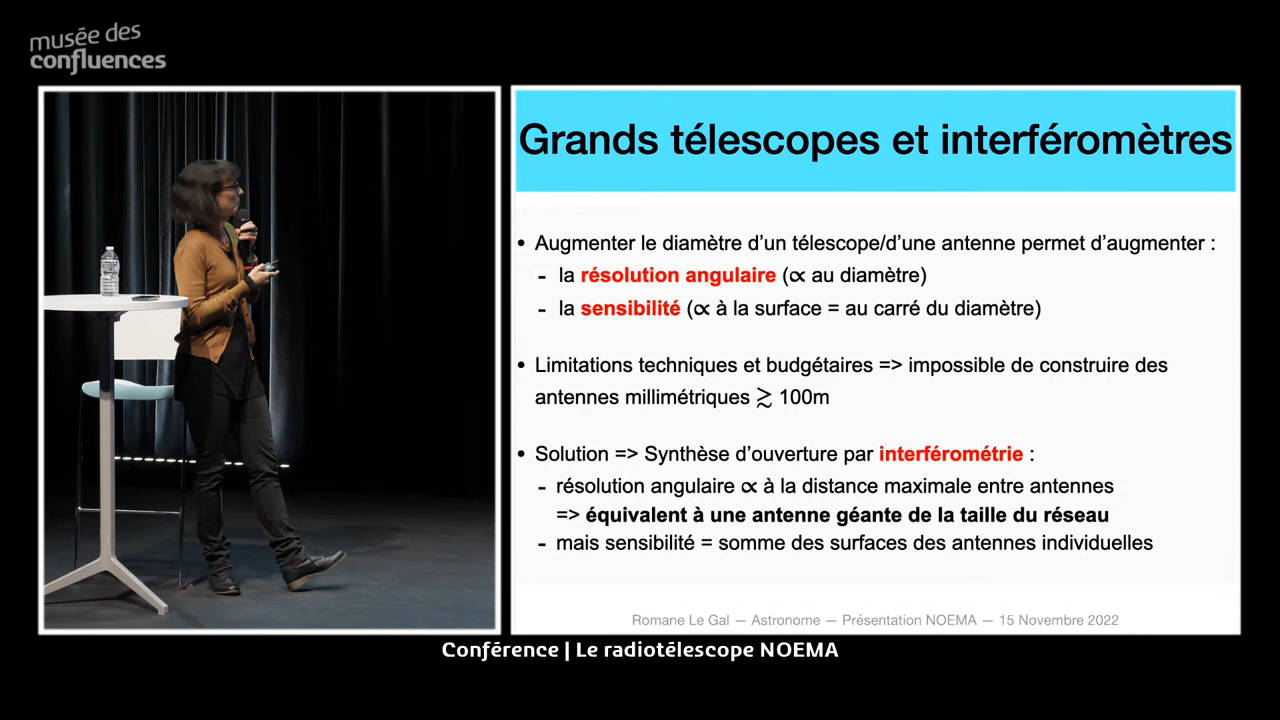 musée des
confluences
Grands télescopes et interféromètres
• Augmenter le diamètre d’un télescope/d’une antenne permet d’augmenter :
- la résolution angulaire (∝ au diamètre)
- la sensibilité (∝ à la surface = au carré du diamètre)
• Limitations techniques et budgétaires => impossible de construire des
antennes millimétriques ≳ 100m
• Solution => Synthèse d’ouverture par interférométrie :
- résolution angulaire ∝ à la distance maximale entre antennes
=> équivalent à une antenne géante de la taille du réseau
- mais sensibilité = somme des surfaces des antennes individuelles
Romane Le Gal — Astronome — Présentation NOEMA — 15 Novembre 2022
Conférence | Le radiotélescope NOEMA